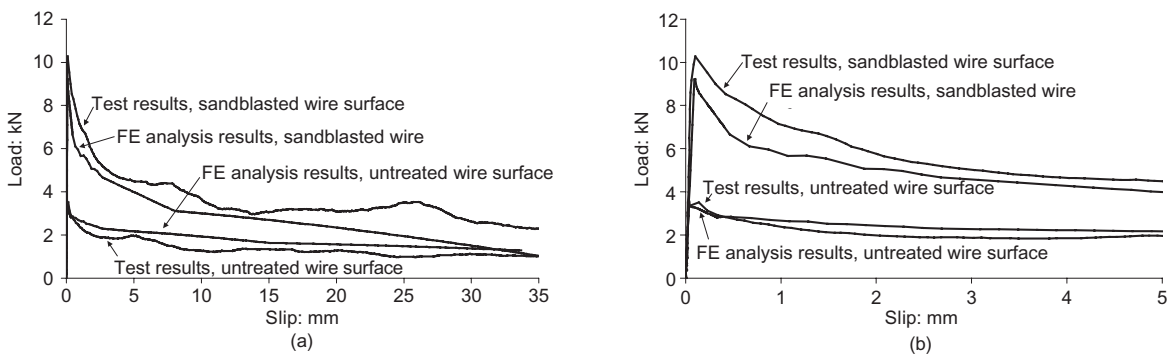 12
10
8
6
4
2
0
Load: kN
Test results, sandblasted wire surface
FE analysis results, sandblasted wire
FE analysis results, untreated wire surface
Test results, untreated wire surface
0 5 10 15 20 25 30 35
Slip: mm
(a)
12
10
8
6
4
2
0
Load: kN
Test results, sandblasted wire surface
FE analysis results, sandblasted wire
Test results, untreated wire surface
FE analysis results, untreated wire surface
0 1 2 3 4 5
Slip: mm
(b)